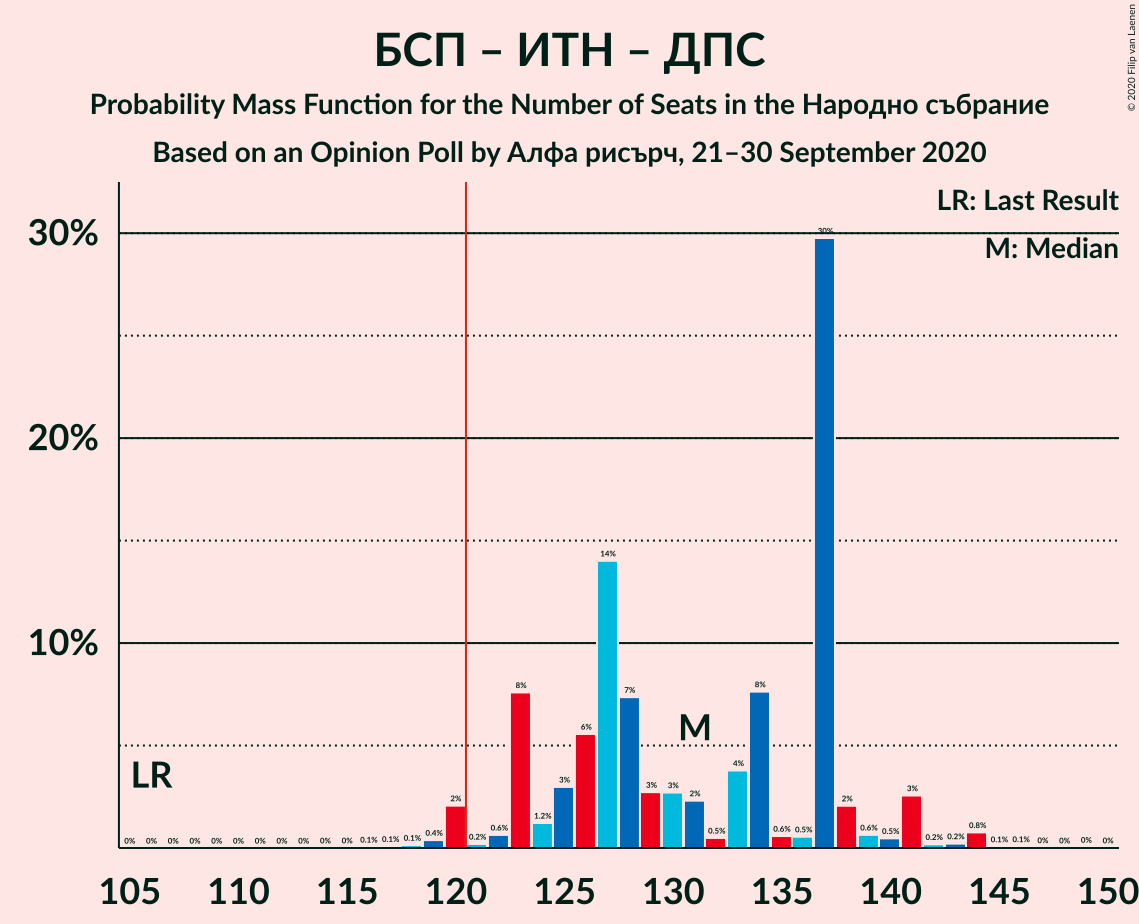 БСП – ИТН – ДПС
Probability Mass Function for the Number of Seats in the Народно събрание
Based on an Opinion Poll by Алфа рисърч, 21–30 September 2020
© 2020 Filip van Laenen
LR: Last Result
M: Median
30%
20%
10%
LR
M
0% 0% 0% 0% 0% 0% 0% 0% 0% 0% 0% 0.1% 0.1% 0.1% 0.4% 2% 0.2% 0.6% 8% 1.2% 3% 6% 14% 7% 3% 3% 2% 0.5% 4% 8% 0.6% 0.5% 30% 2% 0.6% 0.5% 3% 0.2% 0.2% 0.8% 0.1% 0.1% 0% 0% 0% 0%
105 110 115 120 125 130 135 140 145 150